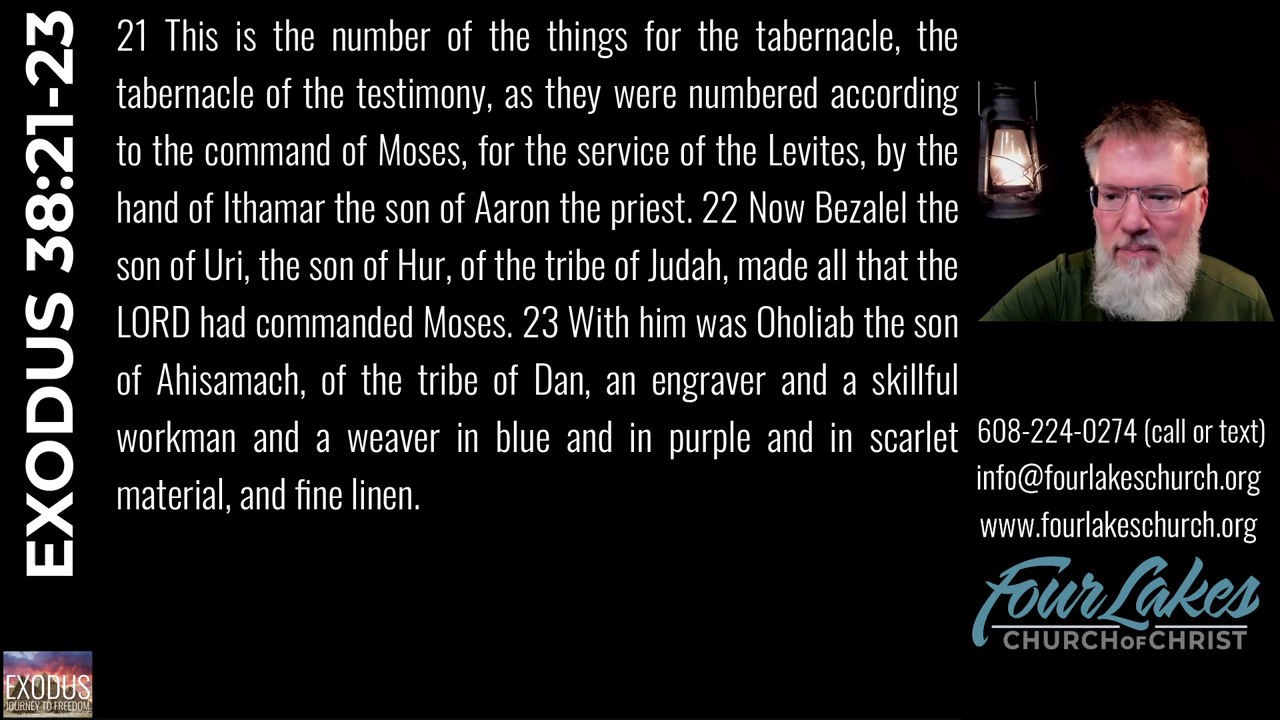 EXODUS 38:21-23
21 This is the number of the things for the tabernacle, the
tabernacle of the testimony, as they were numbered according
to the command of Moses, for the service of the Levites, by the
hand of Ithamar the son of Aaron the priest. 22 Now Bezalel the
son of Uri, the son of Hur, of the tribe of Judah, made all that the
LORD had commanded Moses. 23 With him was Oholiab the son
of Ahisamach, of the tribe of Dan, an engraver and a skillful
workman and a weaver in blue and in purple and in scarlet
material, and fine linen.
608-224-0274 (call or text)
info@fourlakeschurch.org
www.fourlakeschurch.org
Four Lakes
CHURCH OF CHRIST
EXODUS
JOURNEY TO FREEDOM